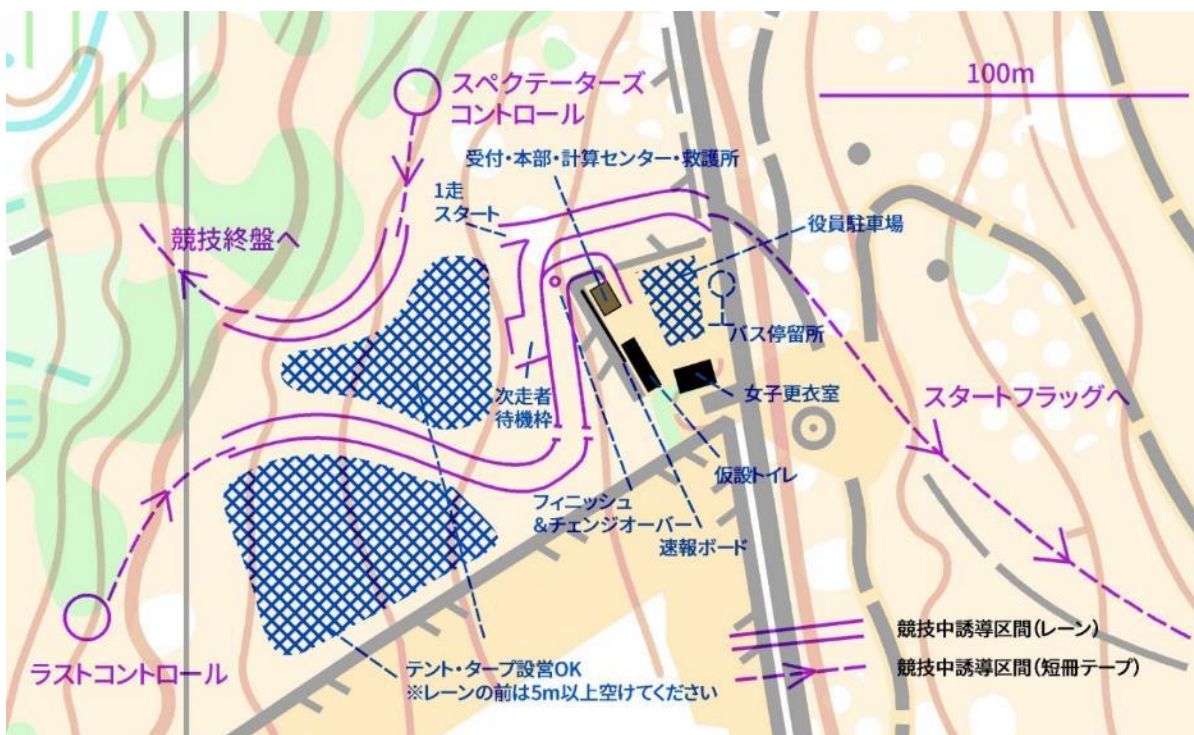 スペクテーターズ
コントロール
100m
受付・本部・計算センター・救護所
1走
スタート
役員駐車場
競技終盤へ
バス停留所
次走者
待機枠
女子更衣室
スタートフラッグへ
仮設トイレ
フィニッシュ
&チェンジオーバー
速報ボード
ラストコントロール
テント・タープ設営OK
※レーンの前は5m以上空けてください
競技中誘導区間(レーン)
競技中誘導区間(短冊テープ)